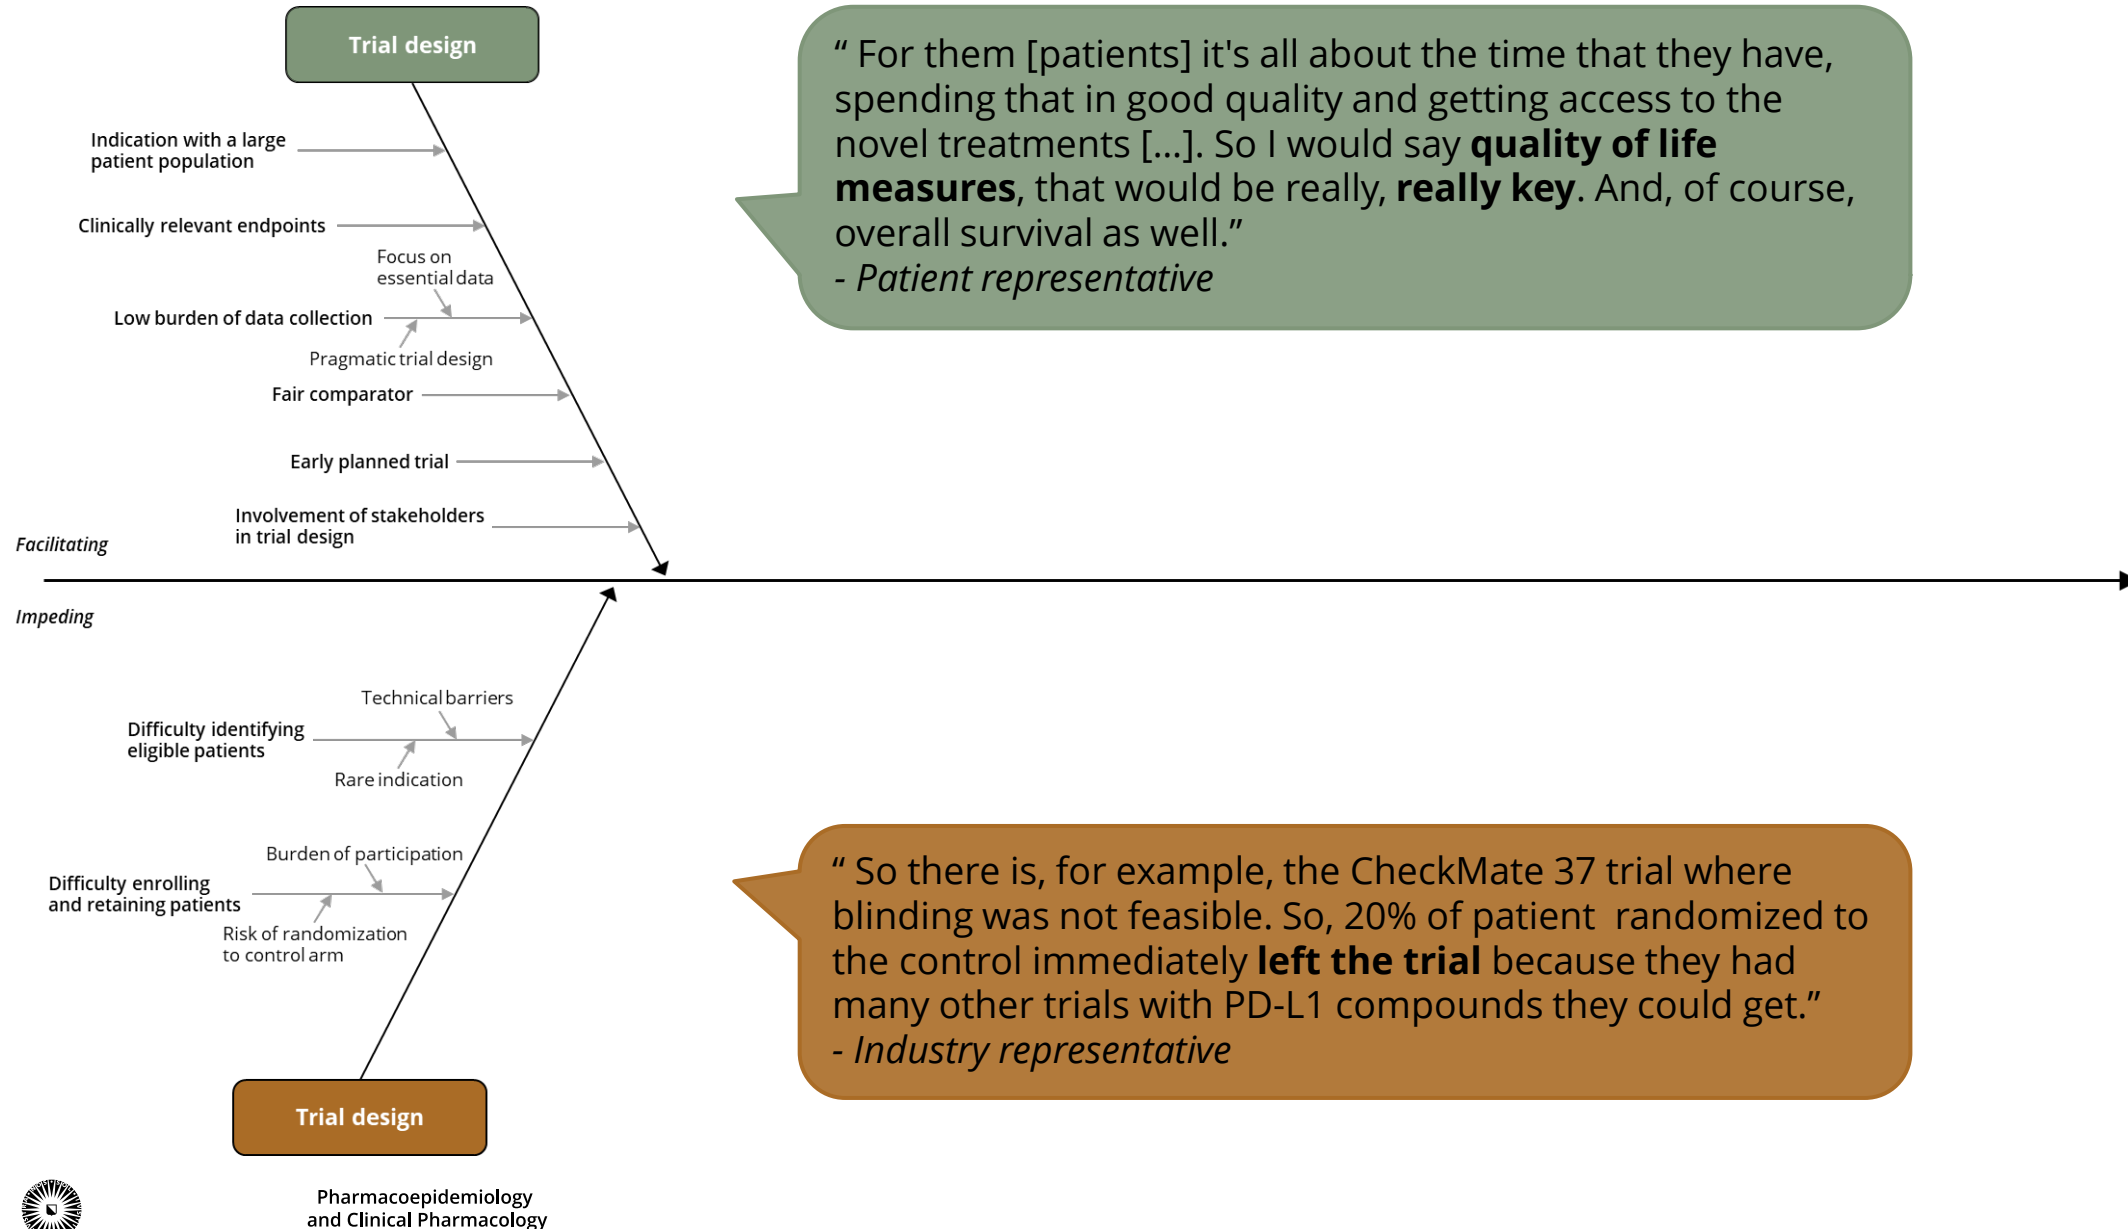 Trial design
Indication with a large
patient population
Clinically relevant endpoints
Focus on
essential data
Low burden of data collection
Pragmatic trial design
Fair comparator
Early planned trial
Involvement of stakeholders
in trial design
Facilitating
“ For them [patients] it's all about the time that they have,
spending that in good quality and getting access to the
novel treatments [...]. So I would say quality of life
measures, that would be really, really key. And, of course,
overall survival as well.”
- Patient representative
Impeding
Technical barriers
Difficulty identifying
eligible patients
Rare indication
Burden of participation
Difficulty enrolling
and retaining patients
Risk of randomization
to control arm
Trial design
“ So there is, for example, the CheckMate 37 trial where
blinding was not feasible. So, 20% of patient  randomized to
the control immediately left the trial because they had
many other trials with PD-L1 compounds they could get.”
- Industry representative
Pharmacoepidemiology
and Clinical Pharmacology